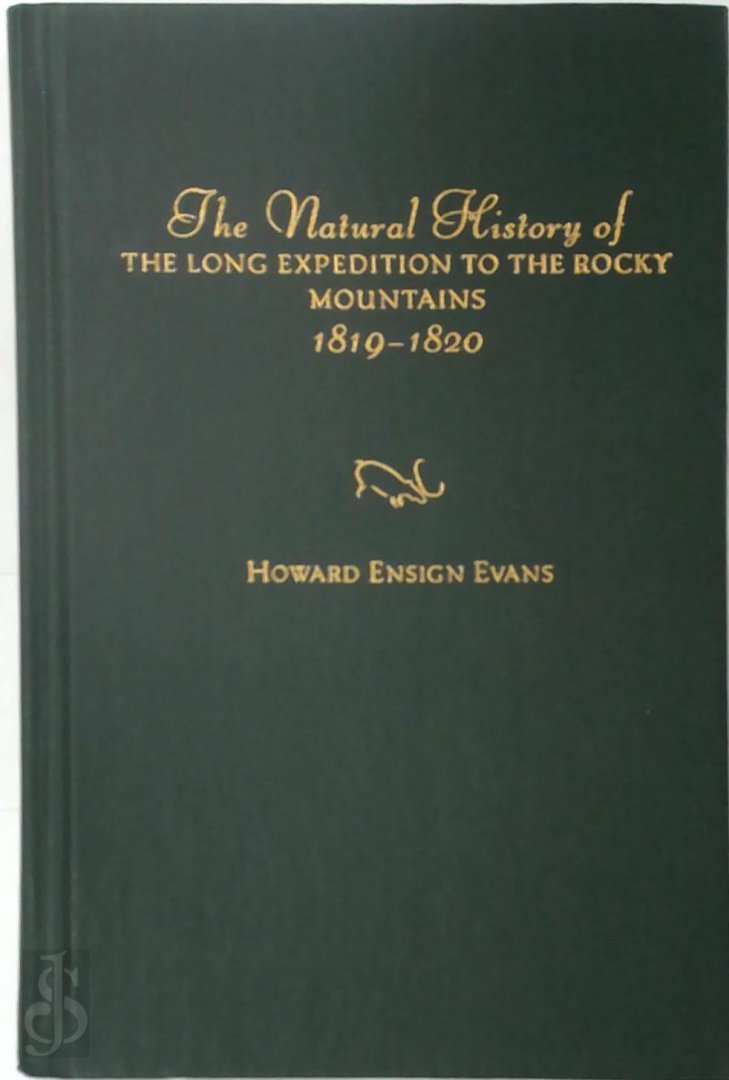 The Natural History of
THE LONG EXPEDITION TO THE ROCKY
MOUNTAINS
1819–1820
HOWARD ENSIGN EVANS